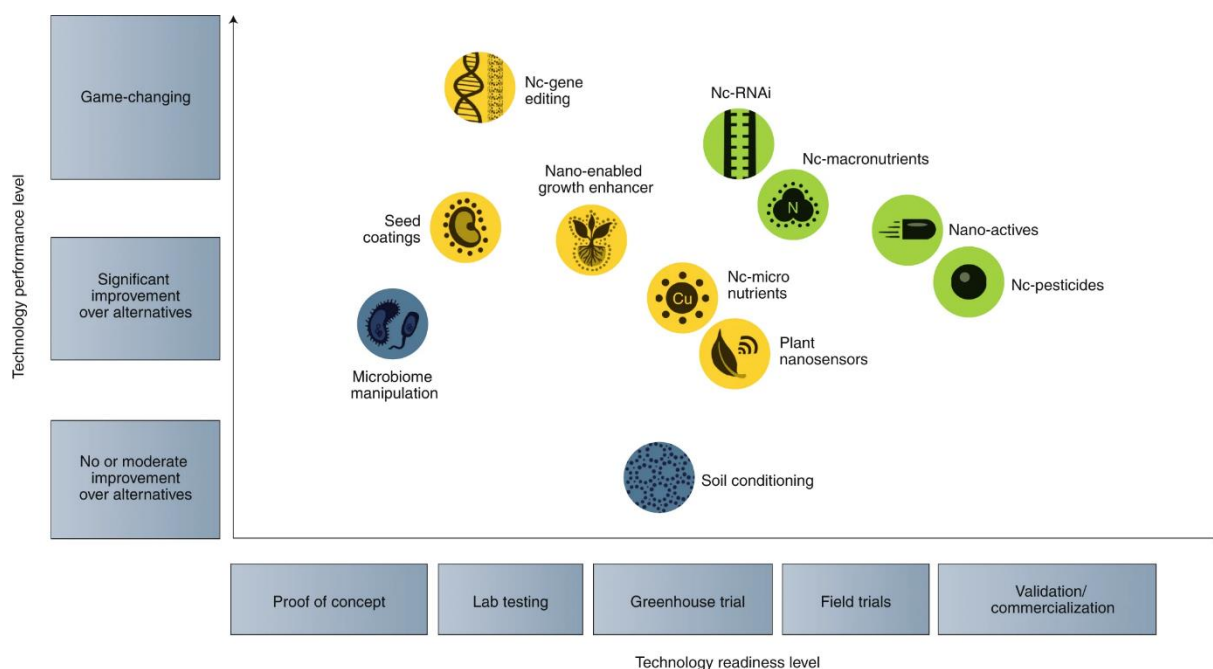 Technology performance level
Game-changing
Significant
improvement
over alternatives
No or moderate
improvement
over alternatives
Nc-gene
editing
Nc-RNAi
Nc-macronutrients
N
Nano-enabled
growth enhancer
Seed
coatings
Nano-actives
Nc-pesticides
Nc-micro
nutrients
Cu
Plant
nanosensors
Microbiome
manipulation
Soil conditioning
Proof of concept
Lab testing
Greenhouse trial
Field trials
Validation/
commercialization
Technology readiness level